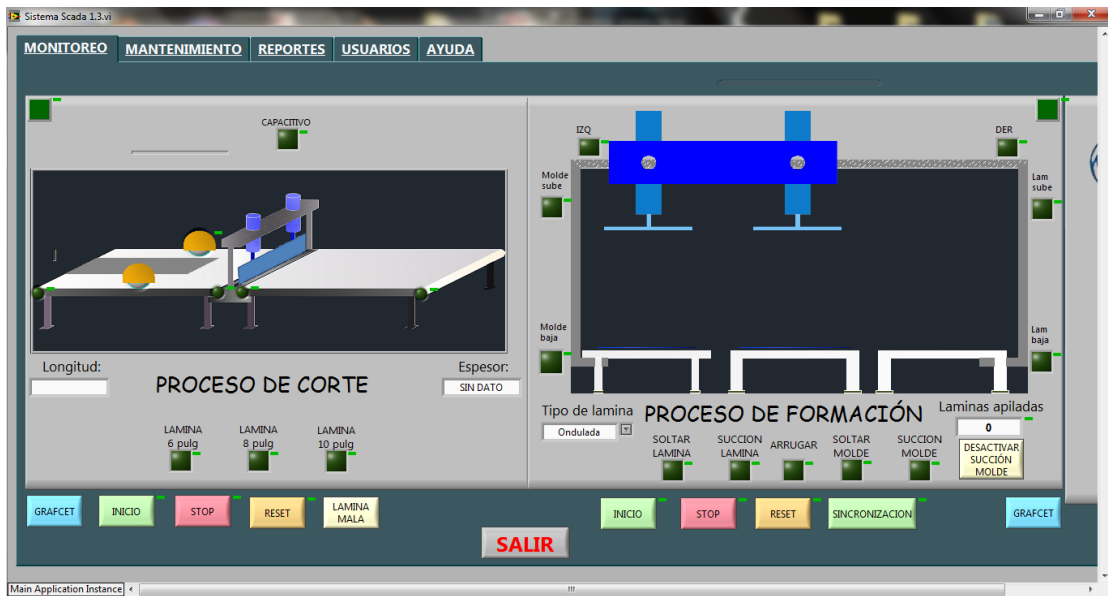 Sistema Scada 1.3.vi
MONITOREO MANTENIMIENTO REPORTES USUARIOS AYUDA
CAPACITIVO
Longitud:
Espesor:
SIN DATO
PROCESO DE CORTE
LAMINA
6 pulg
LAMINA
8 pulg
LAMINA
10 pulg
GRAFCET
INICIO
STOP
RESET
LAMINA
MALA
IZQ
DER
Molde
sube
Lam
sube
Molde
baja
Lam
baja
Tipo de lamina
Ondulada
PROCESO DE FORMACIÓN
Laminas apiladas
0
SOLTAR
LAMINA
SUCCION
LAMINA
ARRUGAR
SOLTAR
MOLDE
SUCCION
MOLDE
DESACTIVAR
SUCCIÓN
MOLDE
INICIO
STOP
RESET
SINCRONIZACION
GRAFCET
SALIR
Main Application Instance